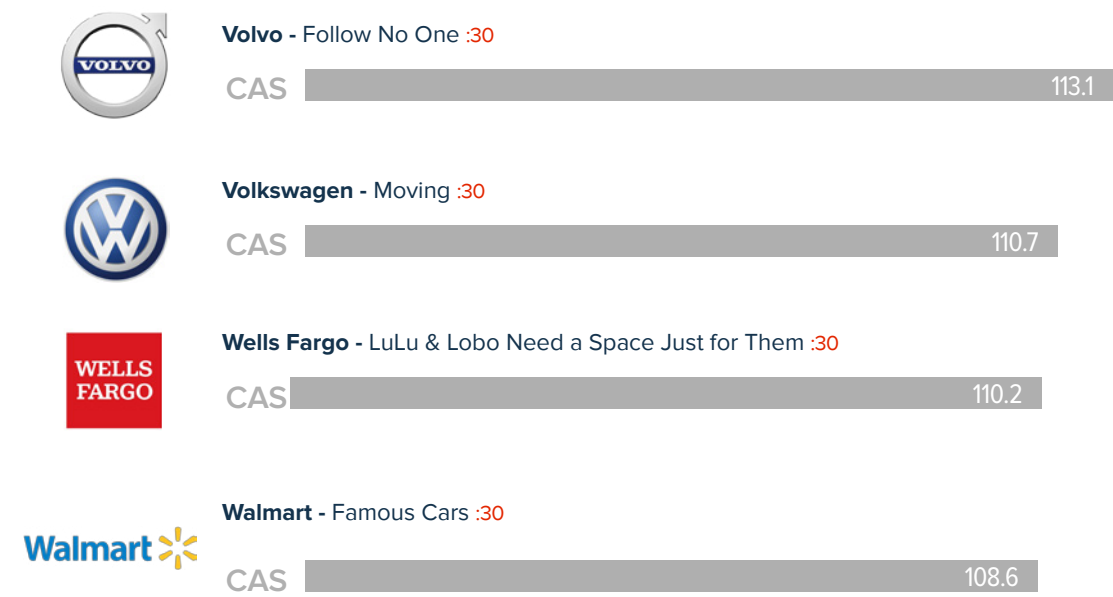 VOLVO
Volvo - Follow No One :30
CAS 113.1
Volkswagen - Moving :30
CAS 110.7
WELLS
FARGO
Wells Fargo - LuLu & Lobo Need a Space Just for Them :30
CAS 110.2
Walmart
Walmart - Famous Cars :30
CAS 108.6